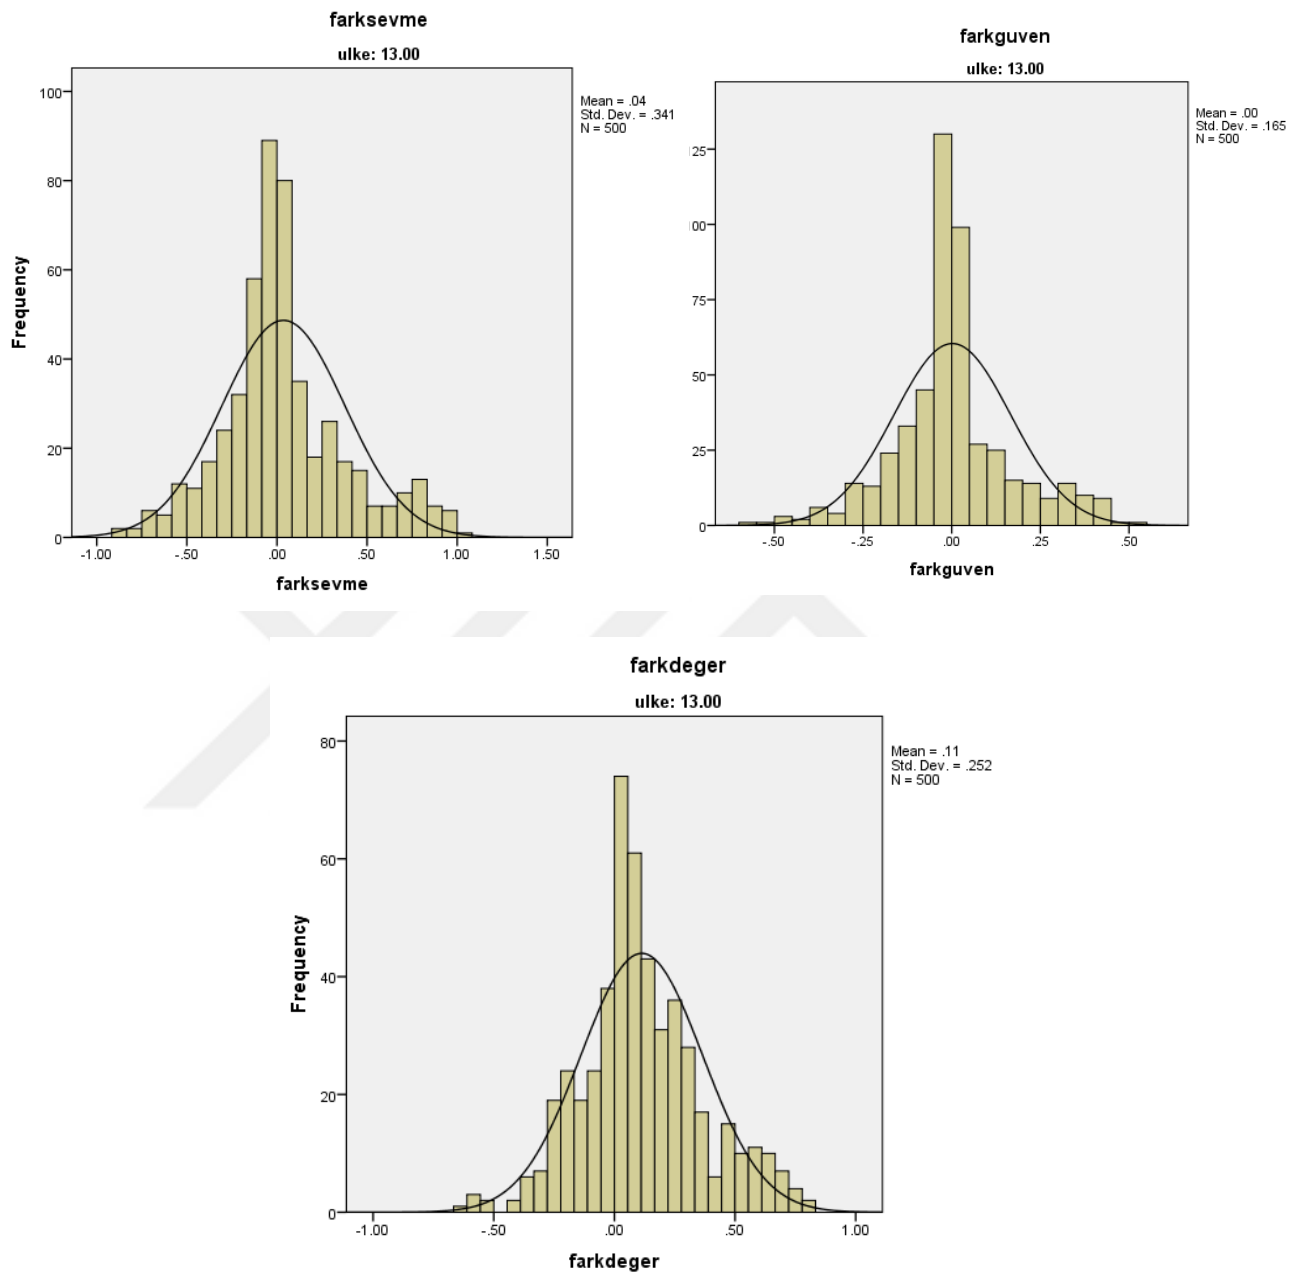 farksevme
ulke: 13.00
100
80
60
40
20
0
Frequency
-1.00 -.50 .00 .50 1.00 1.50
farksevme
Mean = .04
Std. Dev. = .341
N = 500
farkguven
ulke: 13.00
25
00
75
50
25
0
-.50 -.25 .00 .25 .50
farkguven
Mean = .00
Std. Dev. = .165
N = 500
farkdeger
ulke: 13.00
80
60
40
20
0
Frequency
-1.00 -.50 .00 .50 1.00
farkdeger
Mean = .11
Std. Dev. = .252
N = 500